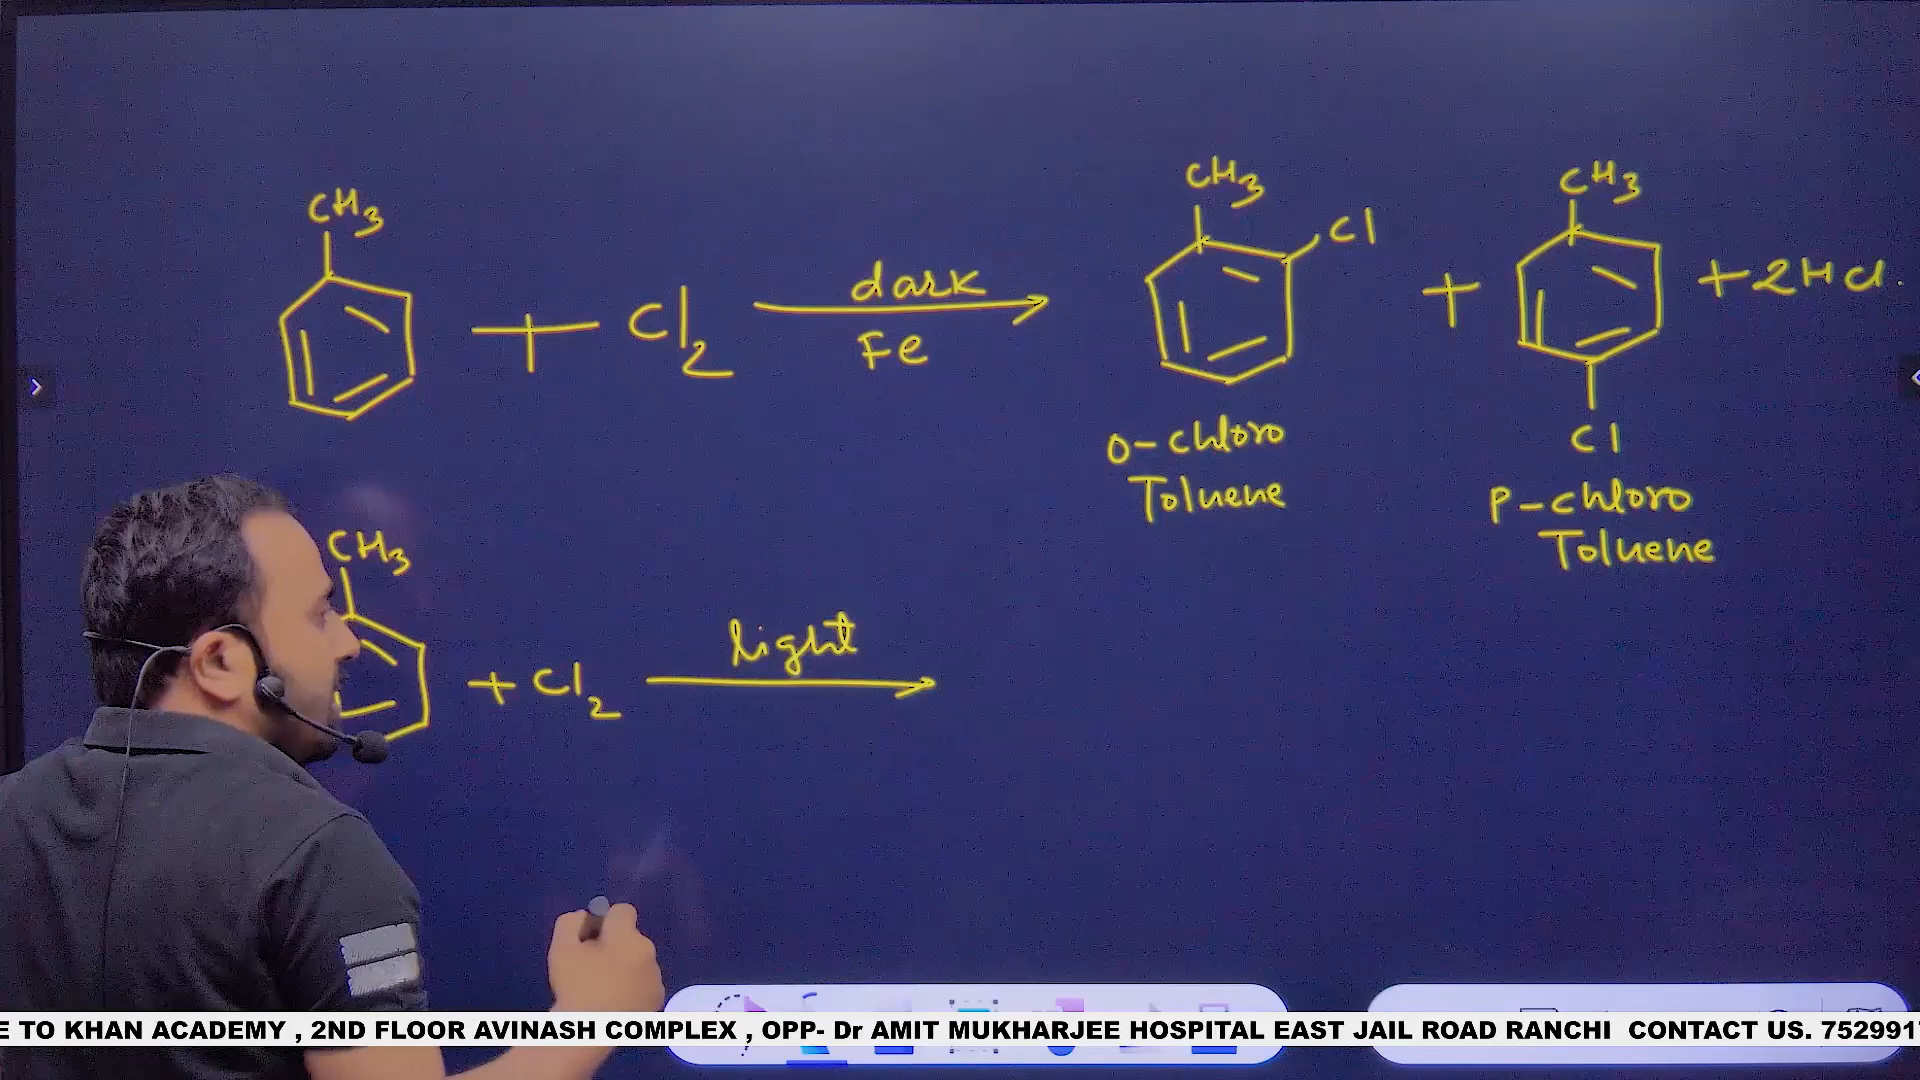 CH3
+ Cl2
dark
Fe
CH3
Cl
+
CH3
Cl
+ 2HCl.
o-chloro
Toluene
p-chloro
Toluene
CH3
+ Cl2
light
E TO KHAN ACADEMY , 2ND FLOOR AVINASH COMPLEX , OPP- Dr AMIT MUKHARJEE HOSPITAL EAST JAIL ROAD RANCHI CONTACT US. 752991